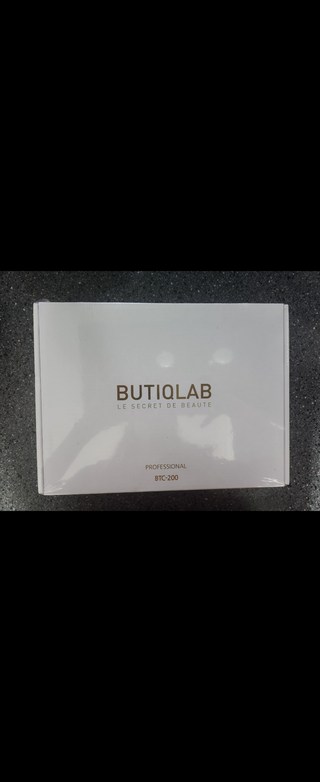 BUTIQLAB
LE SECRET DE BEAUTE
PROFESSIONAL
BTC-200